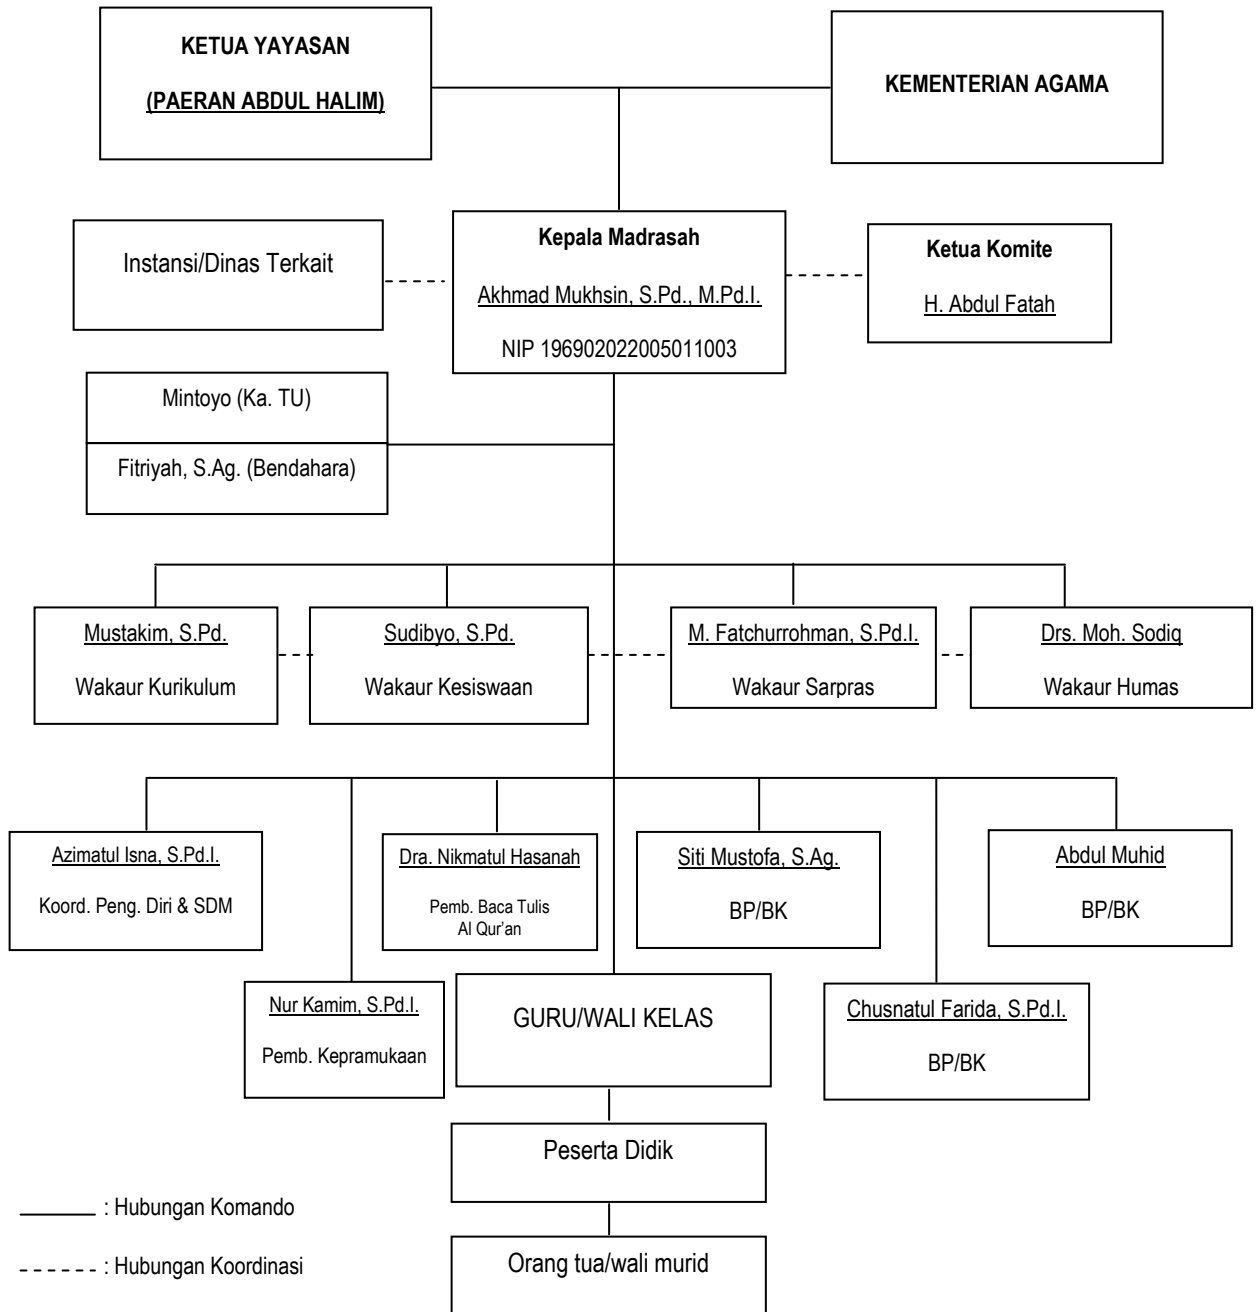 KETUA YAYASAN
(PAERAN ABDUL HALIM)
KEMENTERIAN AGAMA
Instansi/Dinas Terkait
Kepala Madrasah
Akhmad Mukhsin, S.Pd., M.Pd.I.
NIP 196902022005011003
Ketua Komite
H. Abdul Fatah
Mintoyo (Ka. TU)
Fitriyah, S.Ag. (Bendahara)
Mustakim, S.Pd.
Wakaur Kurikulum
Sudibyo, S.Pd.
Wakaur Kesiswaan
M. Fatchurrohman, S.Pd.I.
Wakaur Sarpras
Drs. Moh. Sodiq
Wakaur Humas
Azimatul Isna, S.Pd.I.
Koord. Peng. Diri & SDM
Dra. Nikmatul Hasanah
Pemb. Baca Tulis
Al Qur’an
Siti Mustofa, S.Ag.
BP/BK
Abdul Muhid
BP/BK
Nur Kamim, S.Pd.I.
Pemb. Kepramukaan
GURU/WALI KELAS
Chusnatul Farida, S.Pd.I.
BP/BK
Peserta Didik
Orang tua/wali murid
: Hubungan Komando
: Hubungan Koordinasi